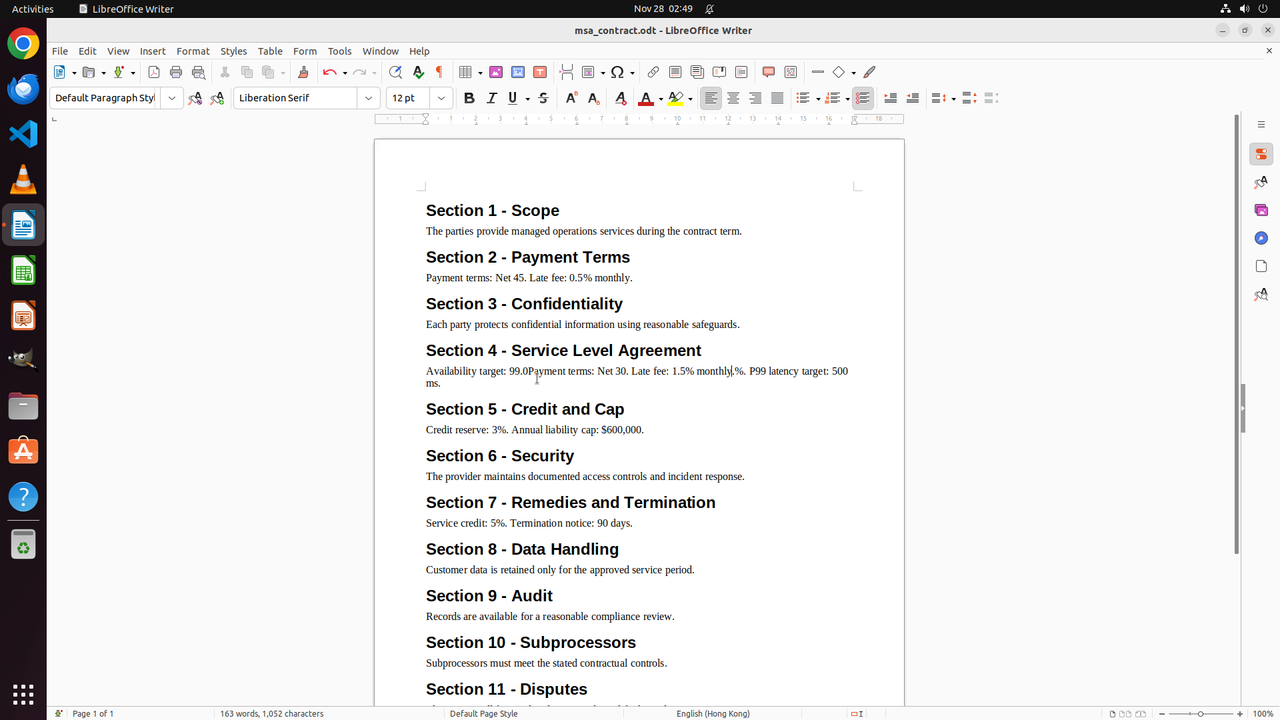 Activities
LibreOffice Writer
Nov 28 02:49
msa_contract.odt - LibreOffice Writer
File Edit View Insert Format Styles Table Form Tools Window Help
Default Paragraph Styl
Liberation Serif
12 pt
Section 1 - Scope
The parties provide managed operations services during the contract term.
Section 2 - Payment Terms
Payment terms: Net 45. Late fee: 0.5% monthly.
Section 3 - Confidentiality
Each party protects confidential information using reasonable safeguards.
Section 4 - Service Level Agreement
Availability target: 99.0Payment terms: Net 30. Late fee: 1.5% monthly.%. P99 latency target: 500
ms.
Section 5 - Credit and Cap
Credit reserve: 3%. Annual liability cap: $600,000.
Section 6 - Security
The provider maintains documented access controls and incident response.
Section 7 - Remedies and Termination
Service credit: 5%. Termination notice: 90 days.
Section 8 - Data Handling
Customer data is retained only for the approved service period.
Section 9 - Audit
Records are available for a reasonable compliance review.
Section 10 - Subprocessors
Subprocessors must meet the stated contractual controls.
Section 11 - Disputes
Page 1 of 1
163 words, 1,052 characters
Default Page Style
English (Hong Kong)
100%